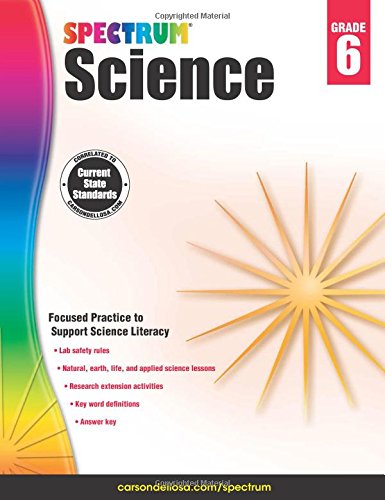 Copyrighted Material
SPECTRUM®
Science
GRADE
6
CORRELATED TO
Current
State
Standards
CARSONDELLOSA.COM
Focused Practice to
Support Science Literacy
• Lab safety rules
• Natural, earth, life, and applied science lessons
• Research extension activities
• Key word definitions
• Answer key
carsondellosa.com/spectrum
Copyrighted Material